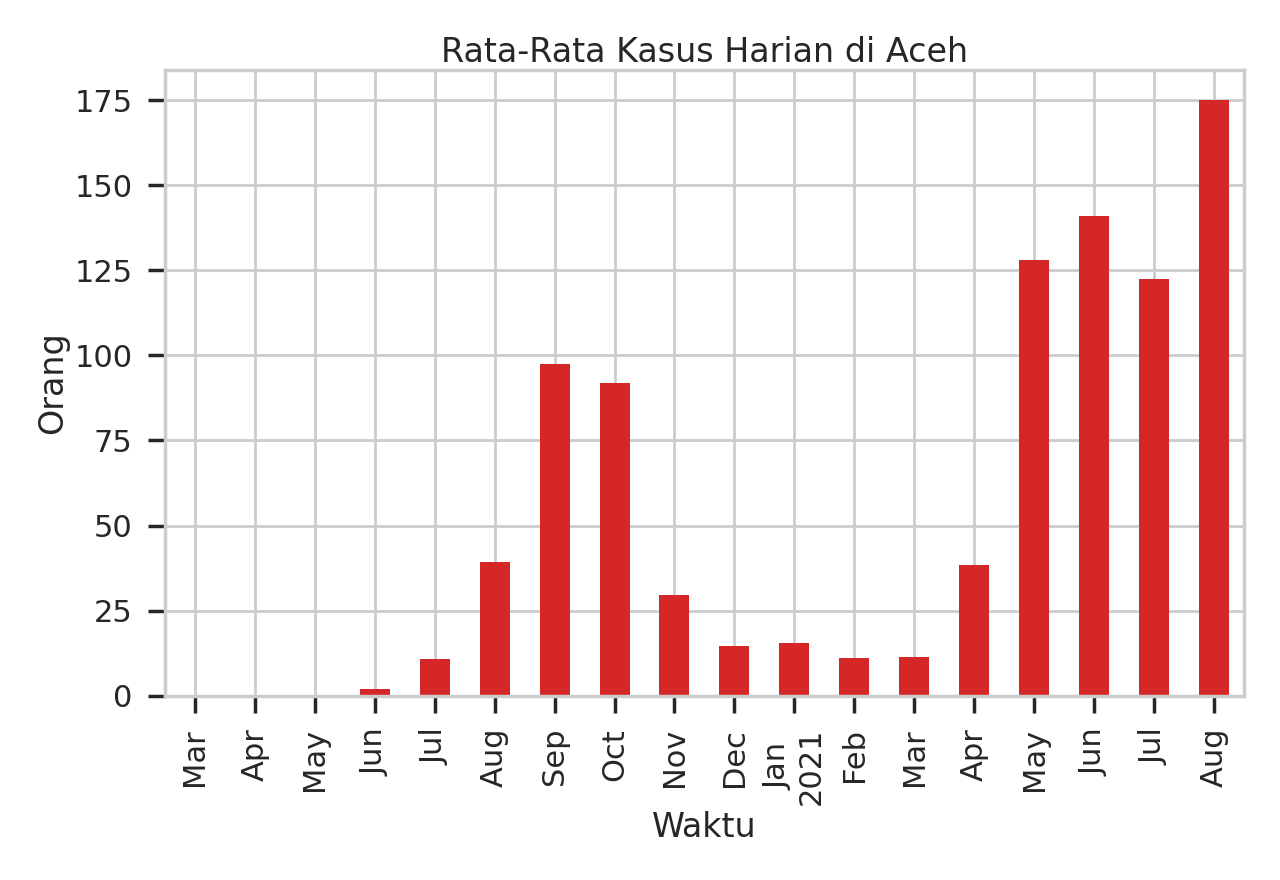 Rata-Rata Kasus Harian di Aceh
175
150
125
100
75
50
25
0
Orang
Mar
Apr
May
Jun
Jul
Aug
Sep
Oct
Nov
Dec
Jan
2021
Feb
Mar
Apr
May
Jun
Jul
Aug
Waktu